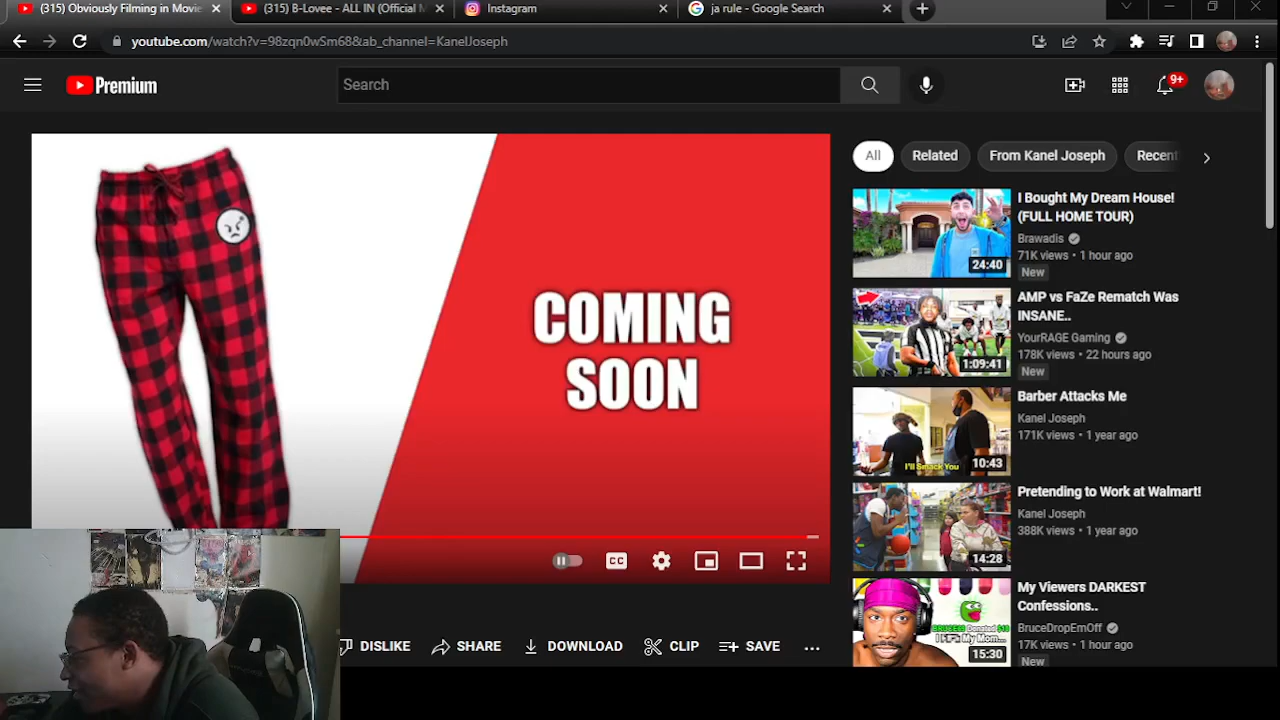 (315) Obviously Filming in Movie
(315) B-Lovee - ALL IN (Official M
Instagram
ja rule - Google Search
youtube.com/watch?v=98zqn0wSm68&ab_channel=KanelJoseph
Premium
Search
9+
COMING
SOON
CC
DISLIKE
SHARE
DOWNLOAD
CLIP
SAVE
All
Related
From Kanel Joseph
Recent
I Bought My Dream House!
(FULL HOME TOUR)
Brawadis
71K views • 1 hour ago
New
24:40
AMP vs FaZe Rematch Was
INSANE..
YourRAGE Gaming
178K views • 22 hours ago
New
1:09:41
Barber Attacks Me
Kanel Joseph
171K views • 1 year ago
I'll Smack You
10:43
Pretending to Work at Walmart!
Kanel Joseph
388K views • 1 year ago
14:28
My Viewers DARKEST
Confessions..
BruceDropEmOff
17K views • 1 hour ago
New
15:30